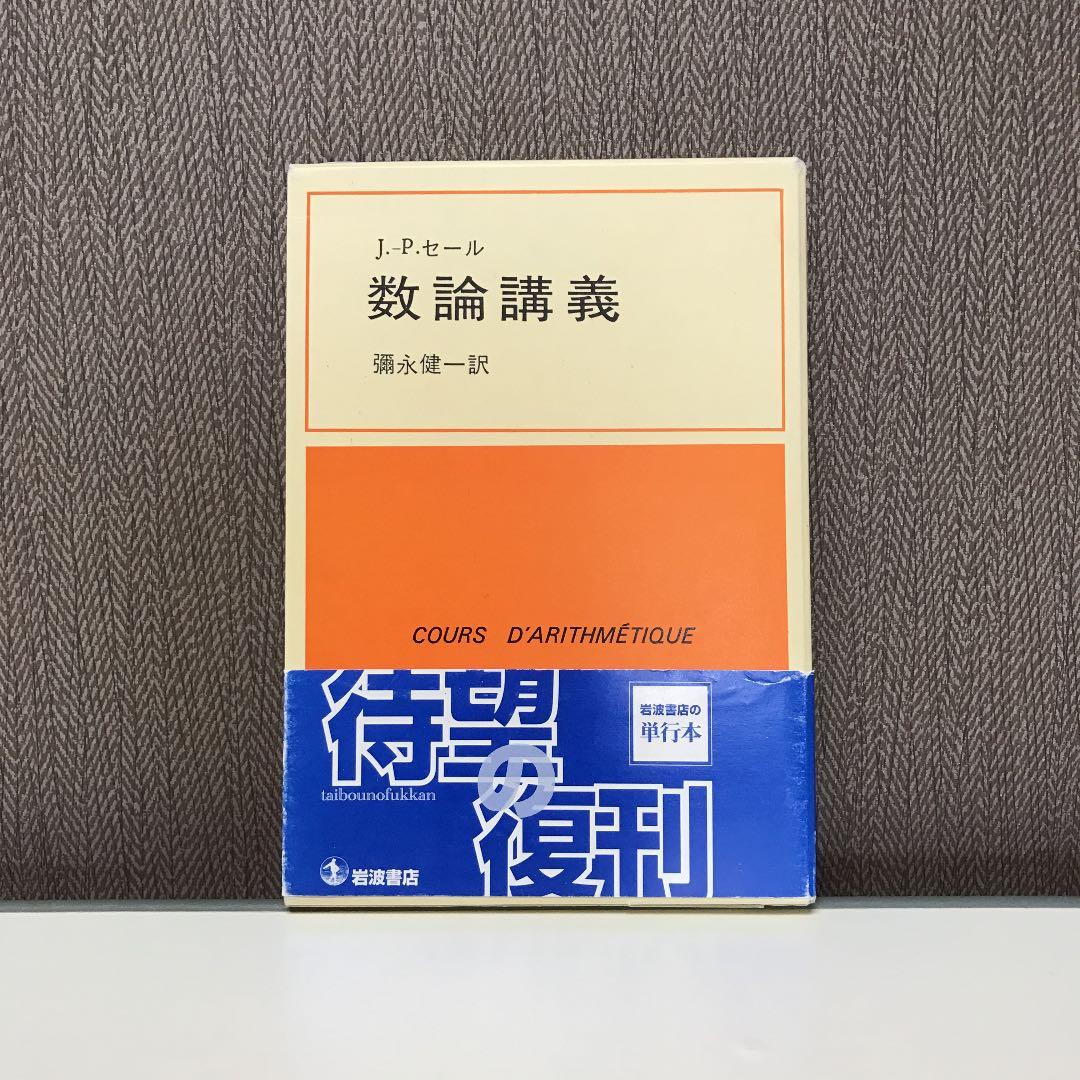 J.-P.セール
数論講義
彌永健一訳
COURS D'ARITHMÉTIQUE
待望の復刊
taibounofukkan
岩波書店の
単行本
岩波書店